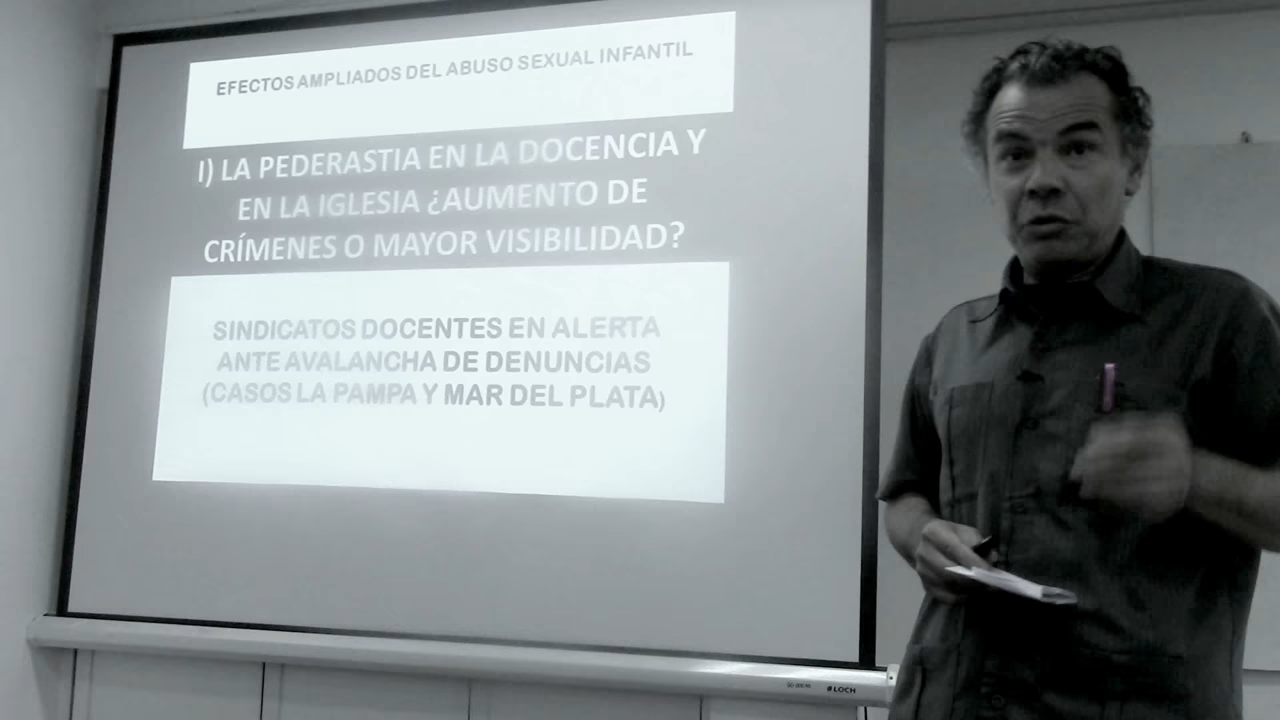 EFECTOS AMPLIADOS DEL ABUSO SEXUAL INFANTIL
I) LA PEDERASTIA EN LA DOCENCIA Y
EN LA IGLESIA ¿AUMENTO DE
CRÍMENES O MAYOR VISIBILIDAD?
SINDICATOS DOCENTES EN ALERTA
ANTE AVALANCHA DE DENUNCIAS
(CASOS LA PAMPA Y MAR DEL PLATA)
LOCH